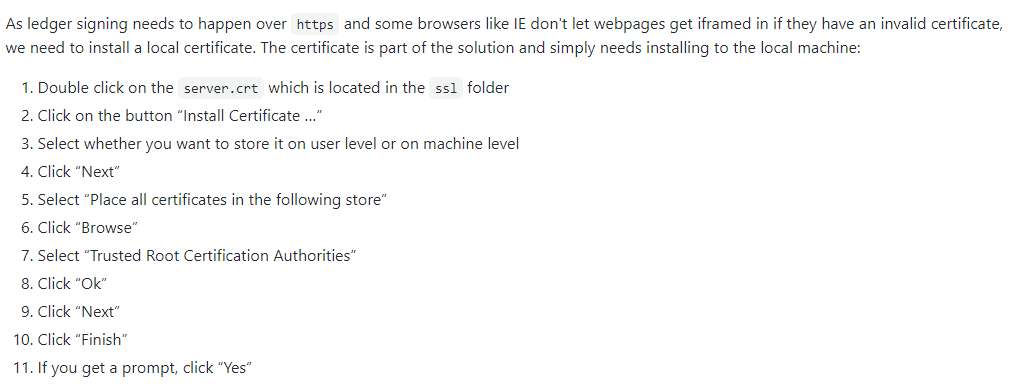 As ledger signing needs to happen over https and some browsers like IE don't let webpages get iframed in if they have an invalid certificate,
we need to install a local certificate. The certificate is part of the solution and simply needs installing to the local machine:
1. Double click on the server.crt which is located in the ssl folder
2. Click on the button “Install Certificate ...”
3. Select whether you want to store it on user level or on machine level
4. Click “Next”
5. Select “Place all certificates in the following store”
6. Click “Browse”
7. Select “Trusted Root Certification Authorities”
8. Click “Ok”
9. Click “Next”
10. Click “Finish”
11. If you get a prompt, click “Yes”